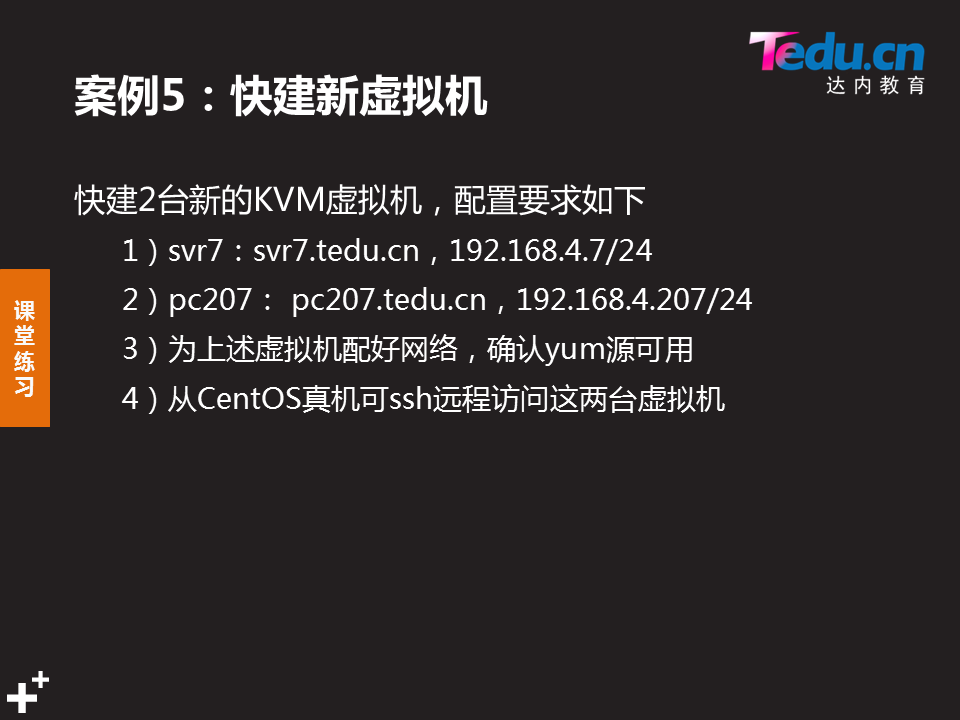 Tedu.cn
达内教育
案例5：快建新虚拟机
快建2台新的KVM虚拟机，配置要求如下
1）svr7：svr7.tedu.cn，192.168.4.7/24
2）pc207： pc207.tedu.cn，192.168.4.207/24
3）为上述虚拟机配好网络，确认yum源可用
4）从CentOS真机可ssh远程访问这两台虚拟机
课堂练习